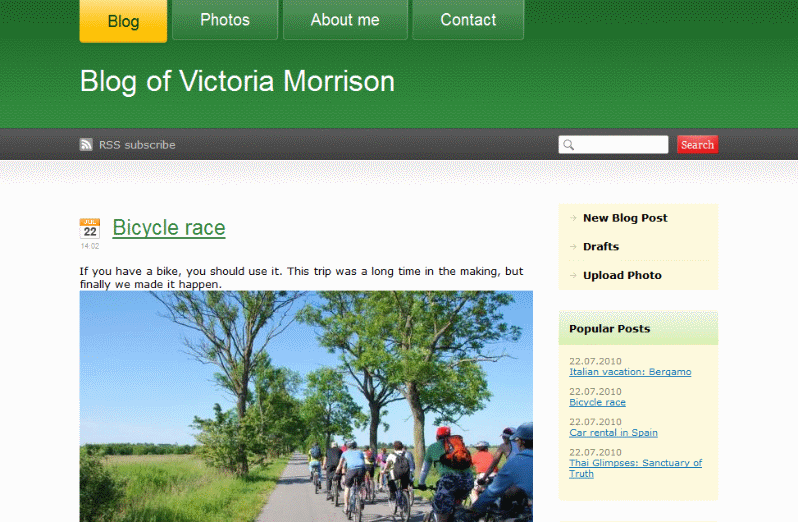 Blog
Photos
About me
Contact
Blog of Victoria Morrison
RSS subscribe
Search
22
14:02
Bicycle race
If you have a bike, you should use it. This trip was a long time in the making, but
finally we made it happen.
New Blog Post
Drafts
Upload Photo
Popular Posts
22.07.2010
Italian vacation: Bergamo
22.07.2010
Bicycle race
22.07.2010
Car rental in Spain
22.07.2010
Thai Glimpses: Sanctuary of
Truth